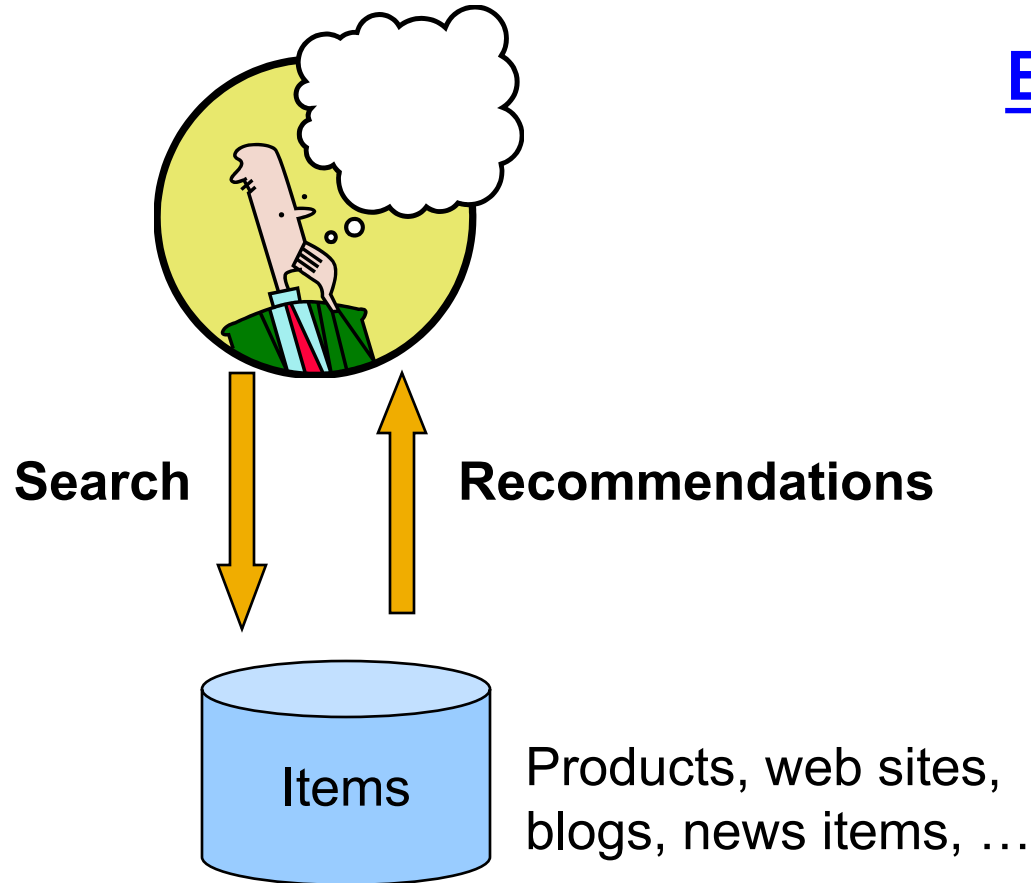 Search
Recommendations
Items
Products, web sites,
blogs, news items, …